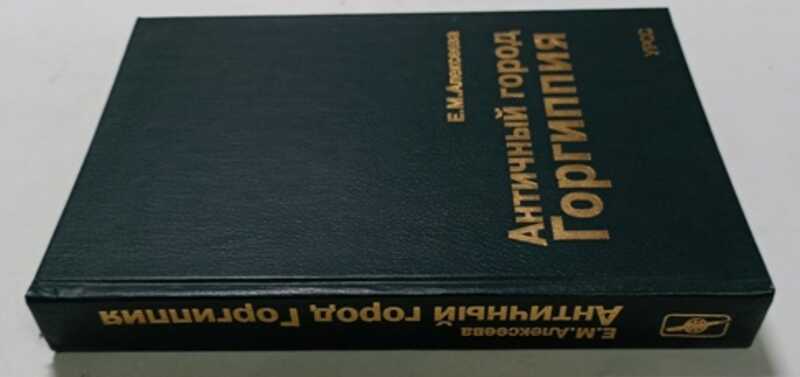 Е.М.Алексеева
Античный город
Горгиппия
УРСС
Е.М.Алексеева
Античный город Горгиппия